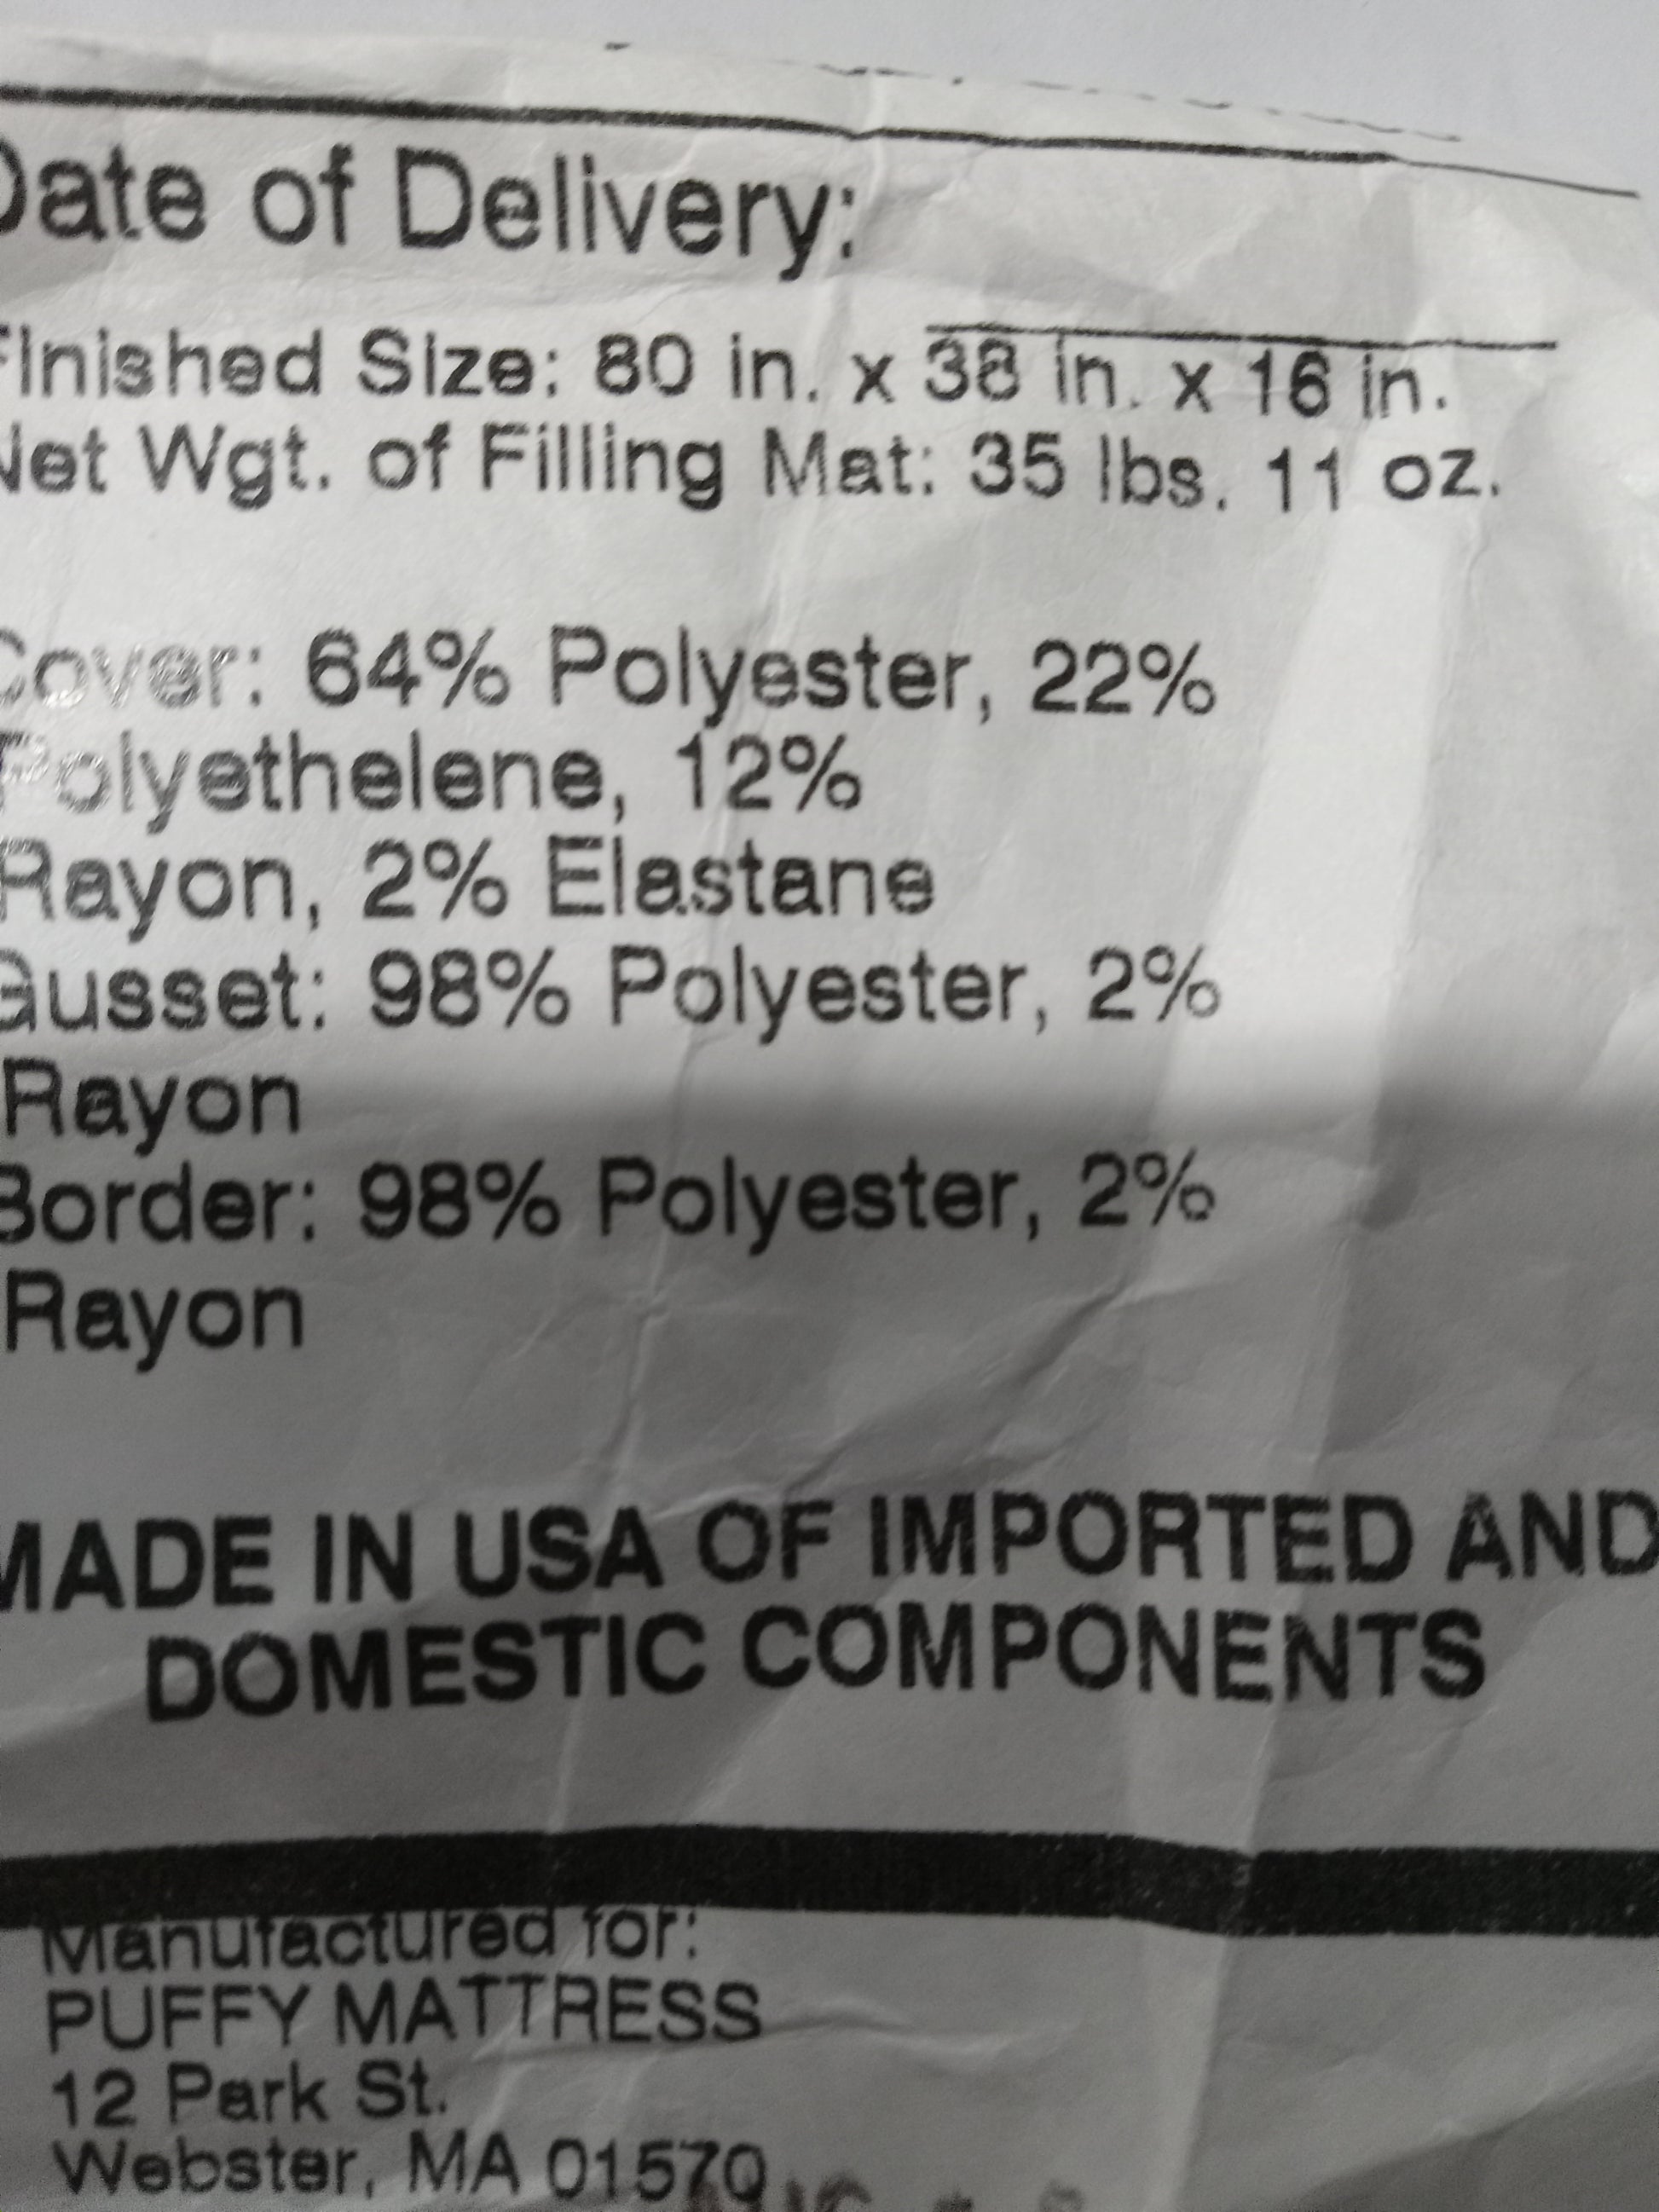 Date of Delivery:
Finished Size: 80 in. x 38 in. x 16 in.
Net Wgt. of Filling Mat: 35 lbs. 11 oz.
Cover: 64% Polyester, 22%
Polyethelene, 12%
Rayon, 2% Elastane
Gusset: 98% Polyester, 2%
Rayon
Border: 98% Polyester, 2%
Rayon
MADE IN USA OF IMPORTED AND
DOMESTIC COMPONENTS
Manufactured for:
PUFFY MATTRESS
12 Park St.
Webster, MA 01570